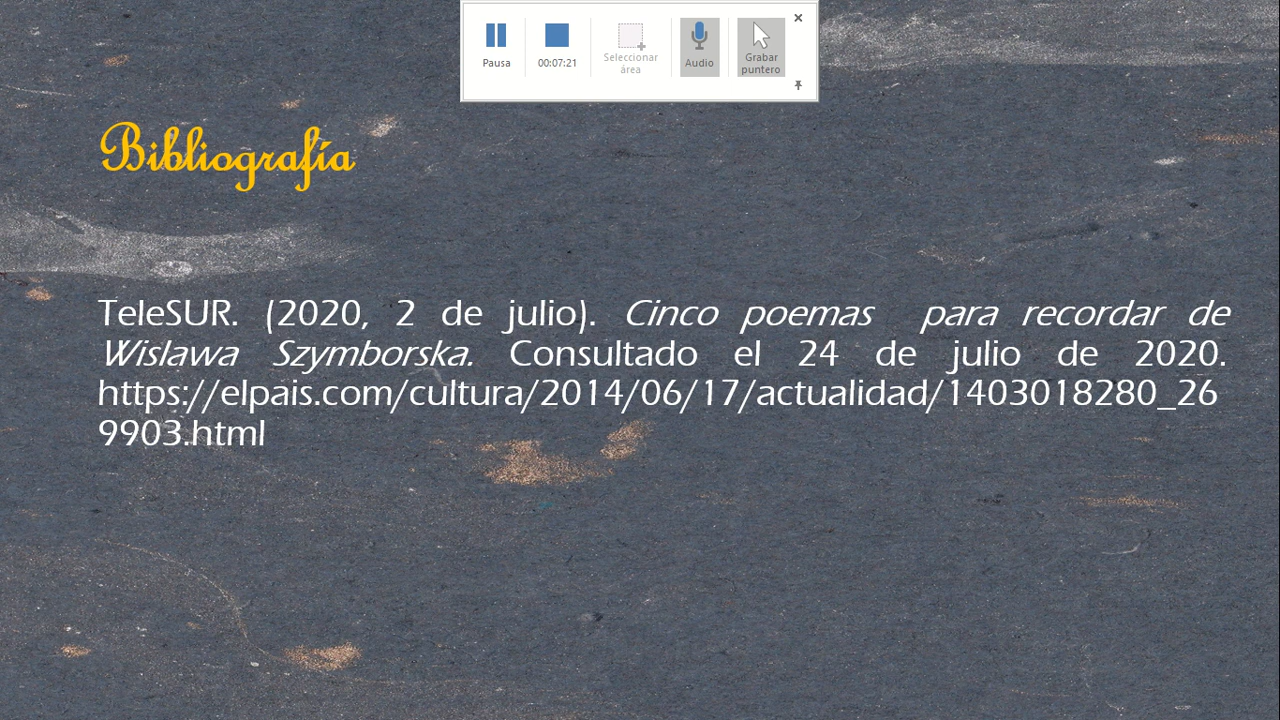 Pausa
00:07:21
Seleccionar
área
Audio
Grabar
puntero
Bibliografía
TeleSUR. (2020, 2 de julio). Cinco poemas para recordar de
Wislawa Szymborska. Consultado el 24 de julio de 2020.
https://elpais.com/cultura/2014/06/17/actualidad/1403018280_26
9903.html